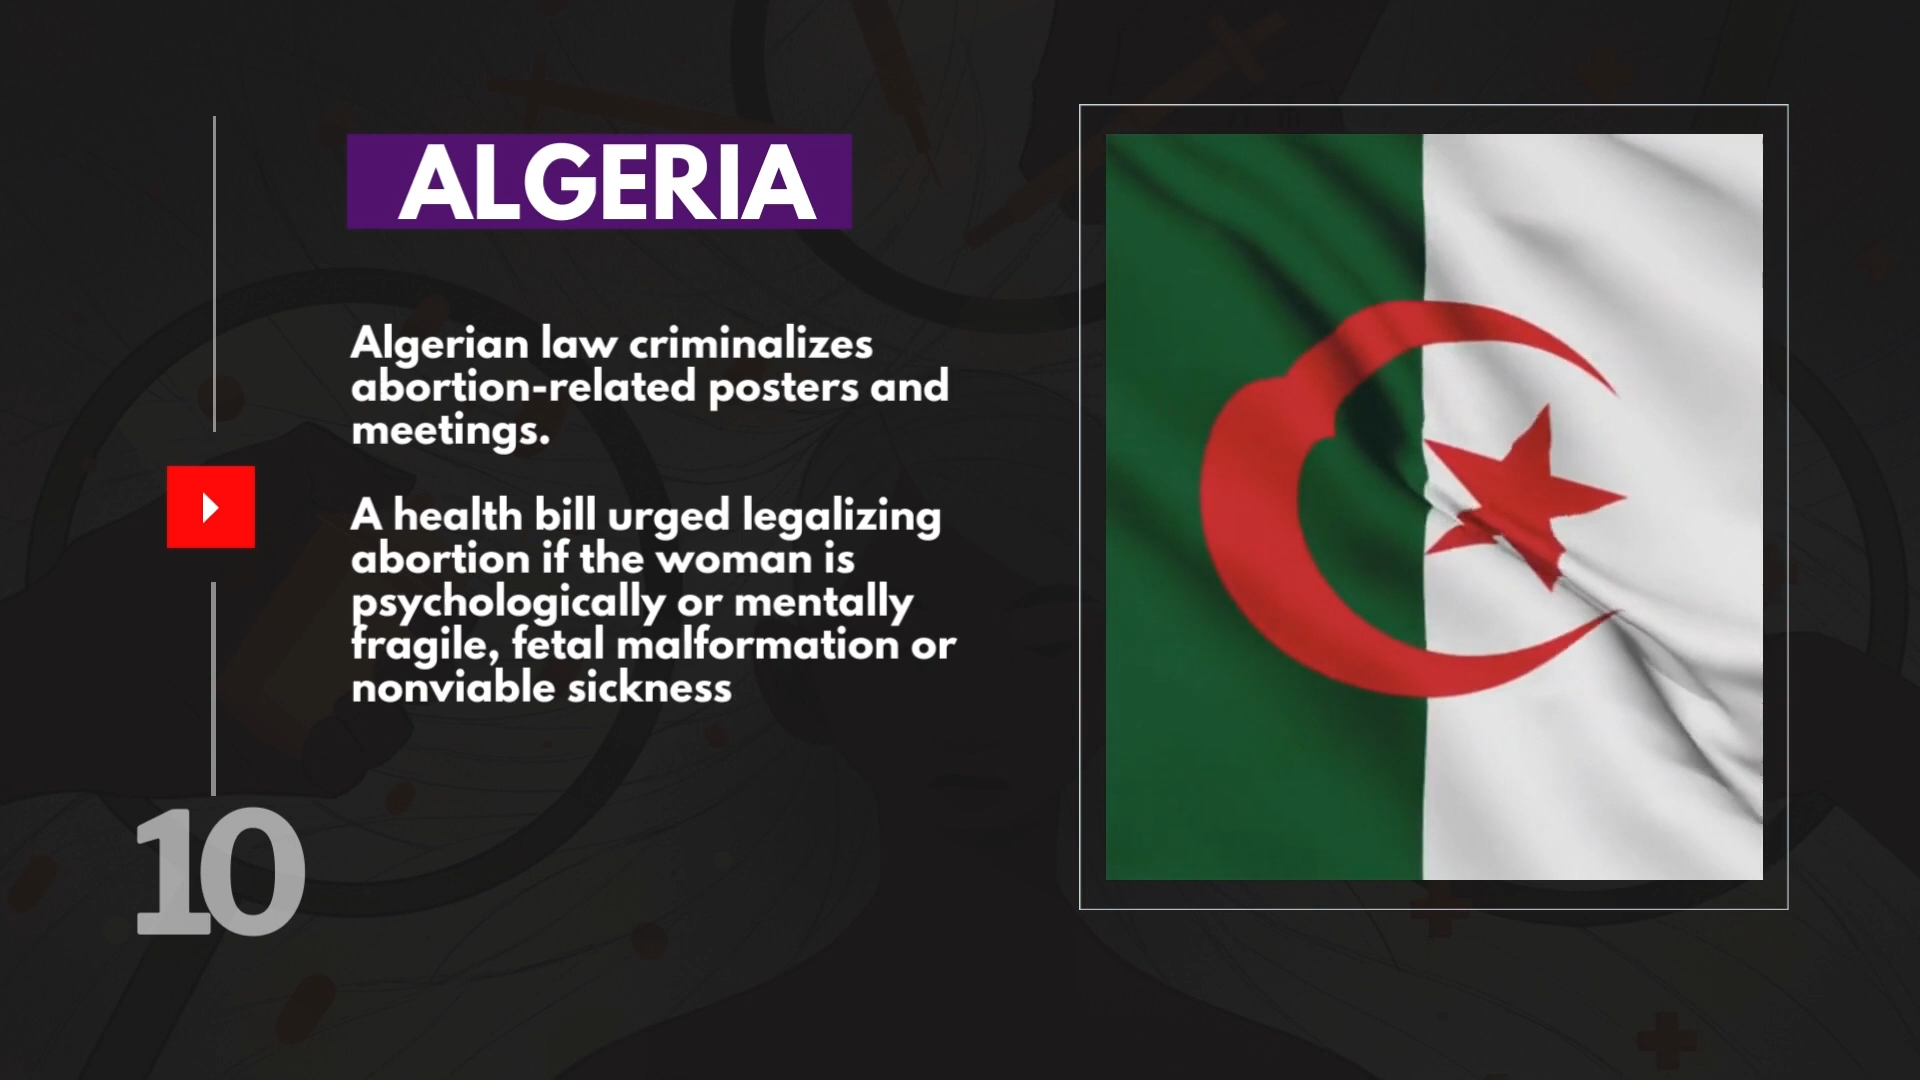 ALGERIA
Algerian law criminalizes
abortion-related posters and
meetings.
A health bill urged legalizing
abortion if the woman is
psychologically or mentally
fragile, fetal malformation or
nonviable sickness
10